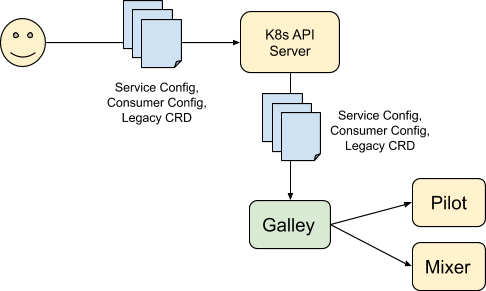 K8s API
Server
Service Config,
Consumer Config,
Legacy CRD
Service Config,
Consumer Config,
Legacy CRD
Galley
Pilot
Mixer